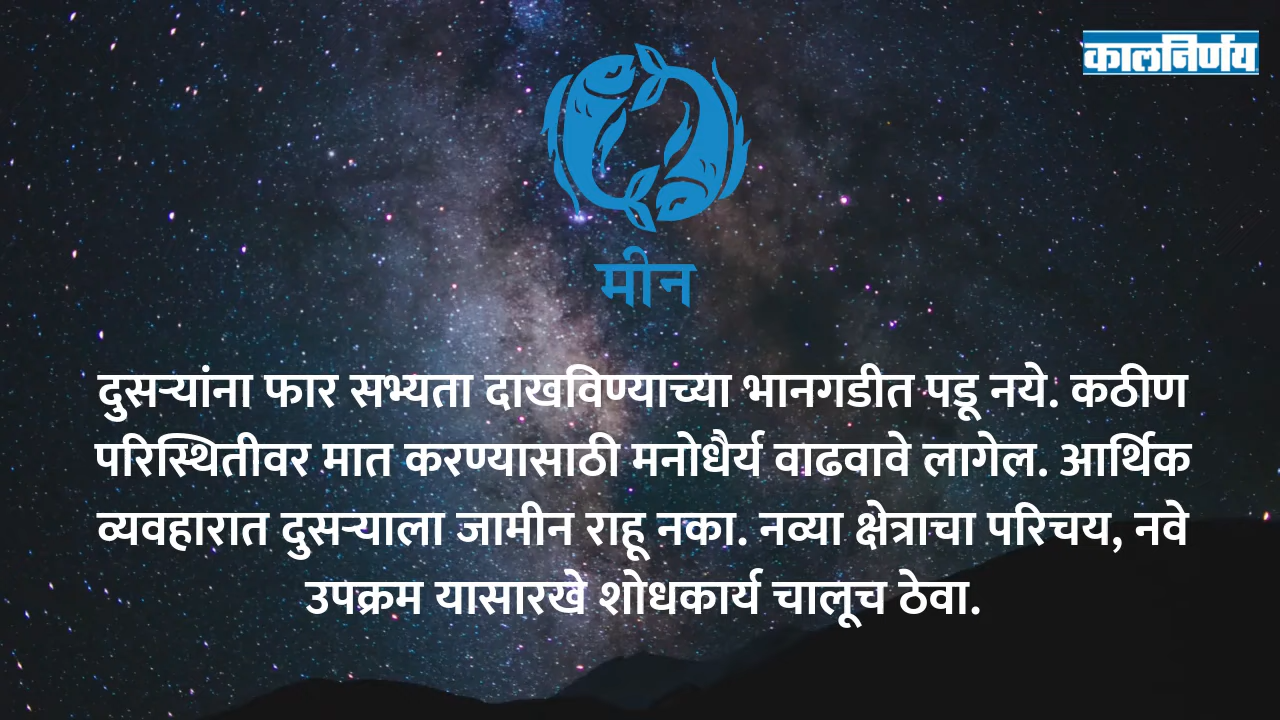 कालनिर्णय
मीन
दुसऱ्यांना फार सभ्यता दाखविण्याच्या भानगडीत पडू नये. कठीण
परिस्थितीवर मात करण्यासाठी मनोधैर्य वाढवावे लागेल. आर्थिक
व्यवहारात दुसऱ्याला जामीन राहू नका. नव्या क्षेत्राचा परिचय, नवे
उपक्रम यासारखे शोधकार्य चालूच ठेवा.